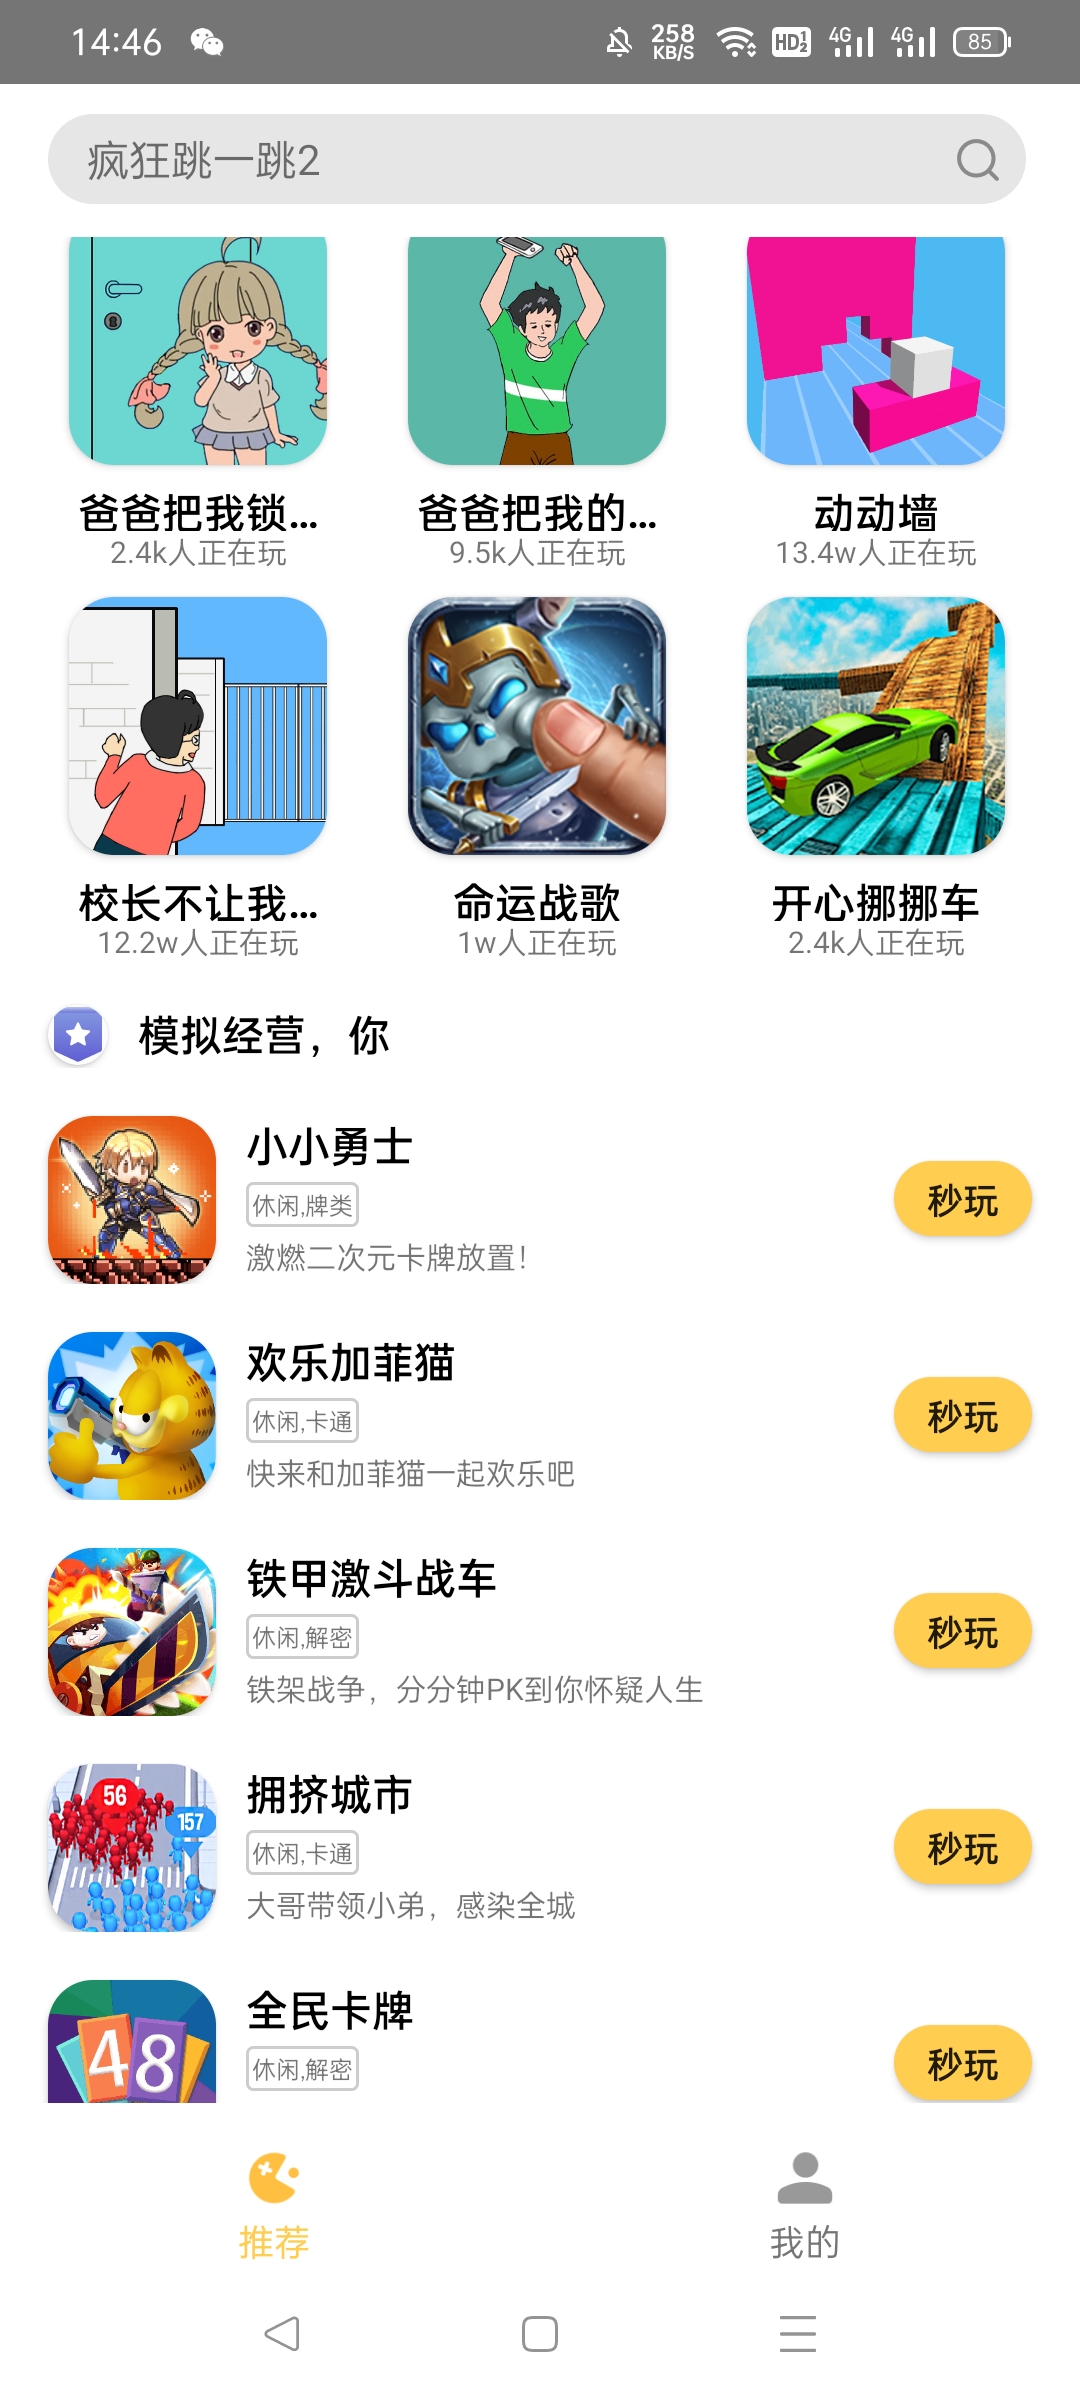 14:46
258
KB/S
HD 1 2
4G
4G
85
疯狂跳一跳2
爸爸把我锁...
爸爸把我的...
动动墙
2.4k人正在玩
9.5k人正在玩
13.4w人正在玩
校长不让我...
命运战歌
开心挪挪车
12.2w人正在玩
1w人正在玩
2.4k人正在玩
模拟经营，你
小小勇士
休闲,牌类
激燃二次元卡牌放置！
秒玩
欢乐加菲猫
休闲,卡通
快来和加菲猫一起欢乐吧
秒玩
铁甲激斗战车
休闲,解密
铁架战争，分分钟PK到你怀疑人生
秒玩
56
157
拥挤城市
休闲,卡通
大哥带领小弟，感染全城
秒玩
48
全民卡牌
休闲,解密
秒玩
推荐
我的